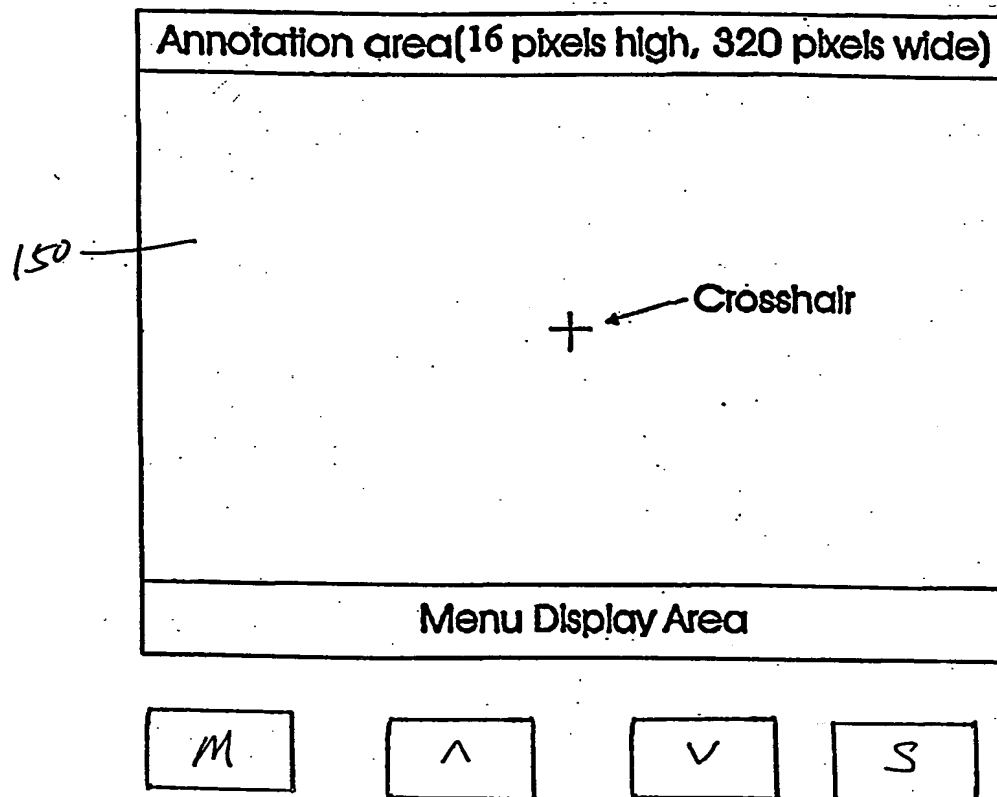 Annotation area(16 pixels high, 320 pixels wide)
150
Crosshair
Menu Display Area
M ʌ v S